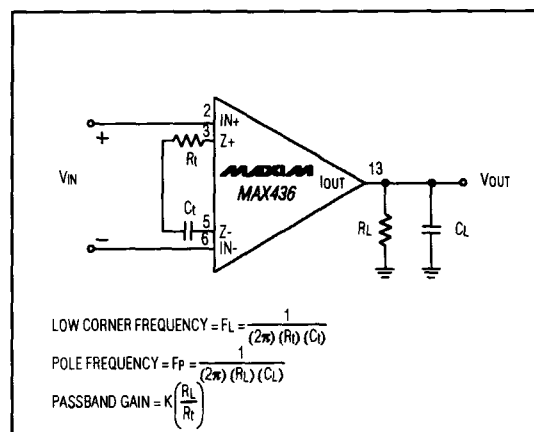 2
IN+
+
3
Z+
Rt
MAXIM
13
VIN
IOUT
VOUT
MAX436
Ct
RL
CL
5
Z-
−
6
IN-
LOW CORNER FREQUENCY = FL = 1 / (2π) (Rt) (Ct)
POLE FREQUENCY = FP = 1 / (2π) (RL) (CL)
PASSBAND GAIN = K(RL / Rt)